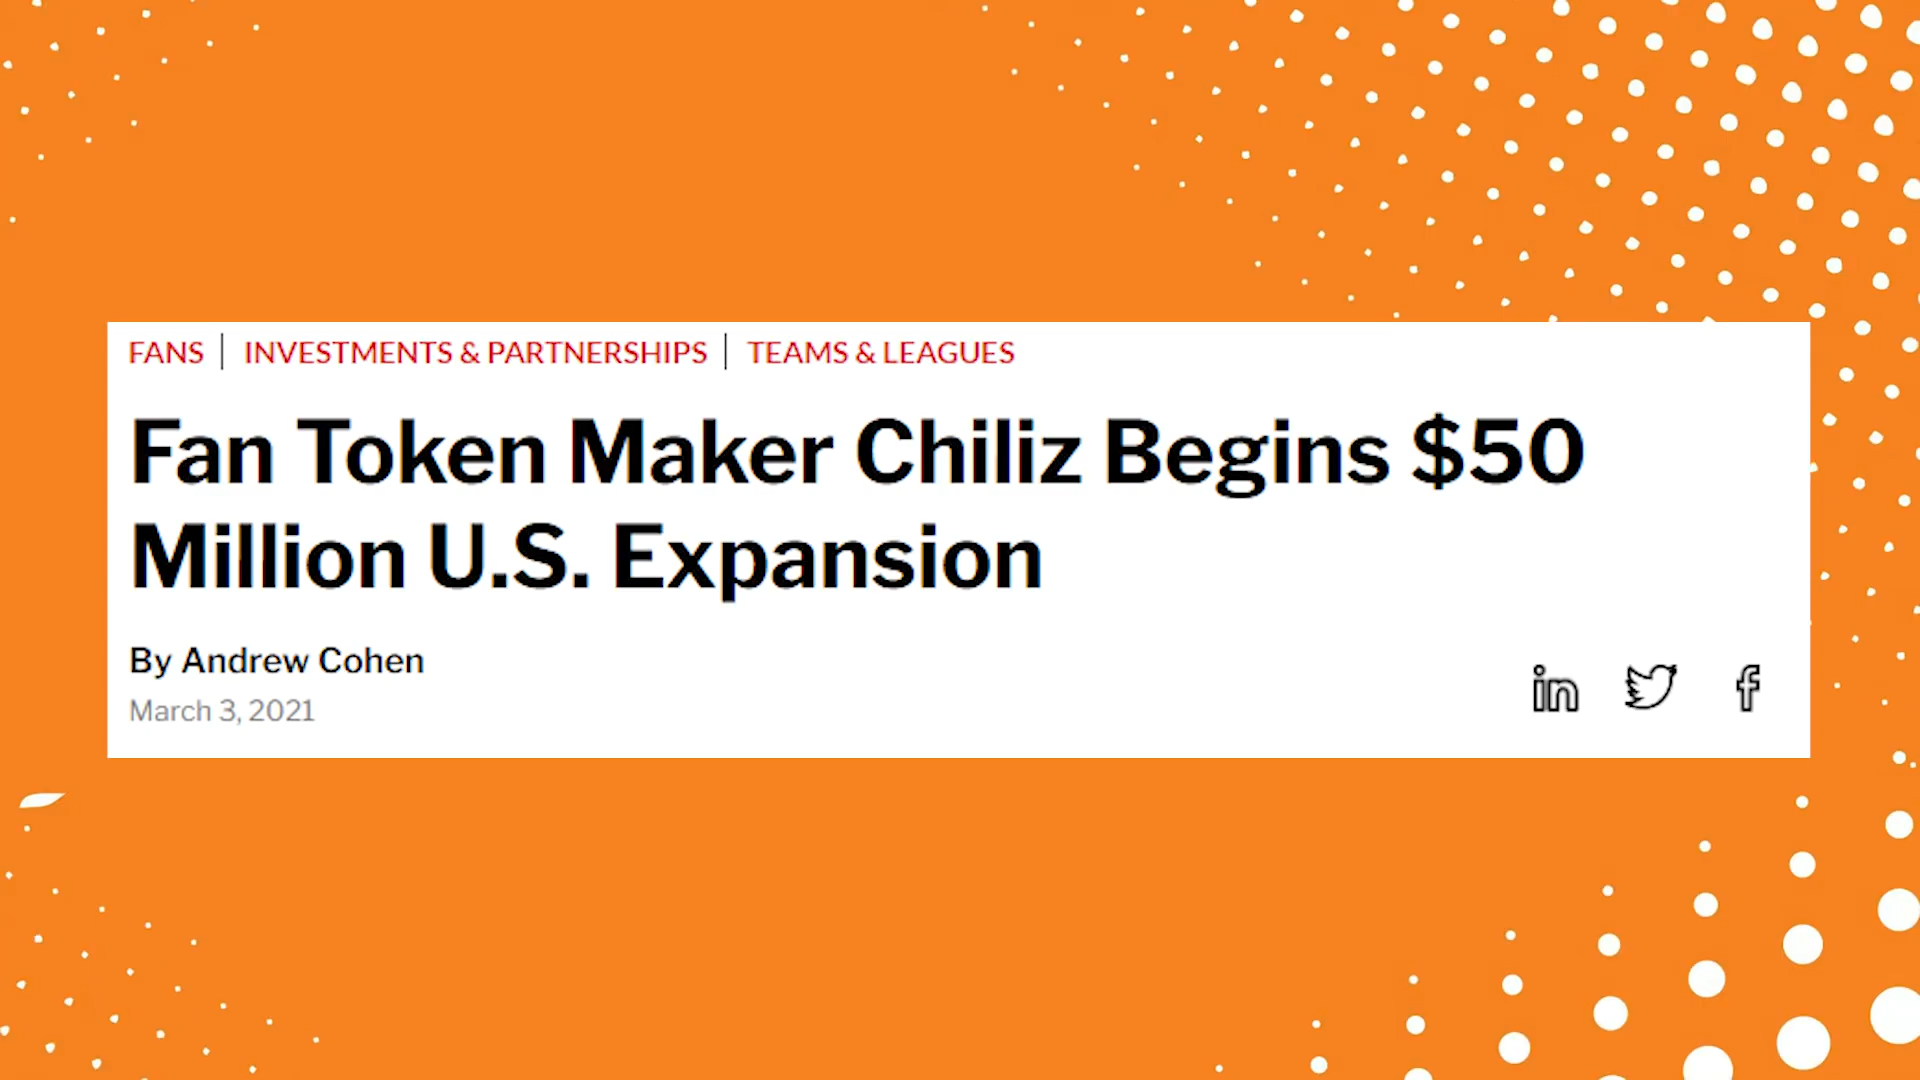 FANS | INVESTMENTS & PARTNERSHIPS | TEAMS & LEAGUES
Fan Token Maker Chiliz Begins $50
Million U.S. Expansion
By Andrew Cohen
March 3, 2021